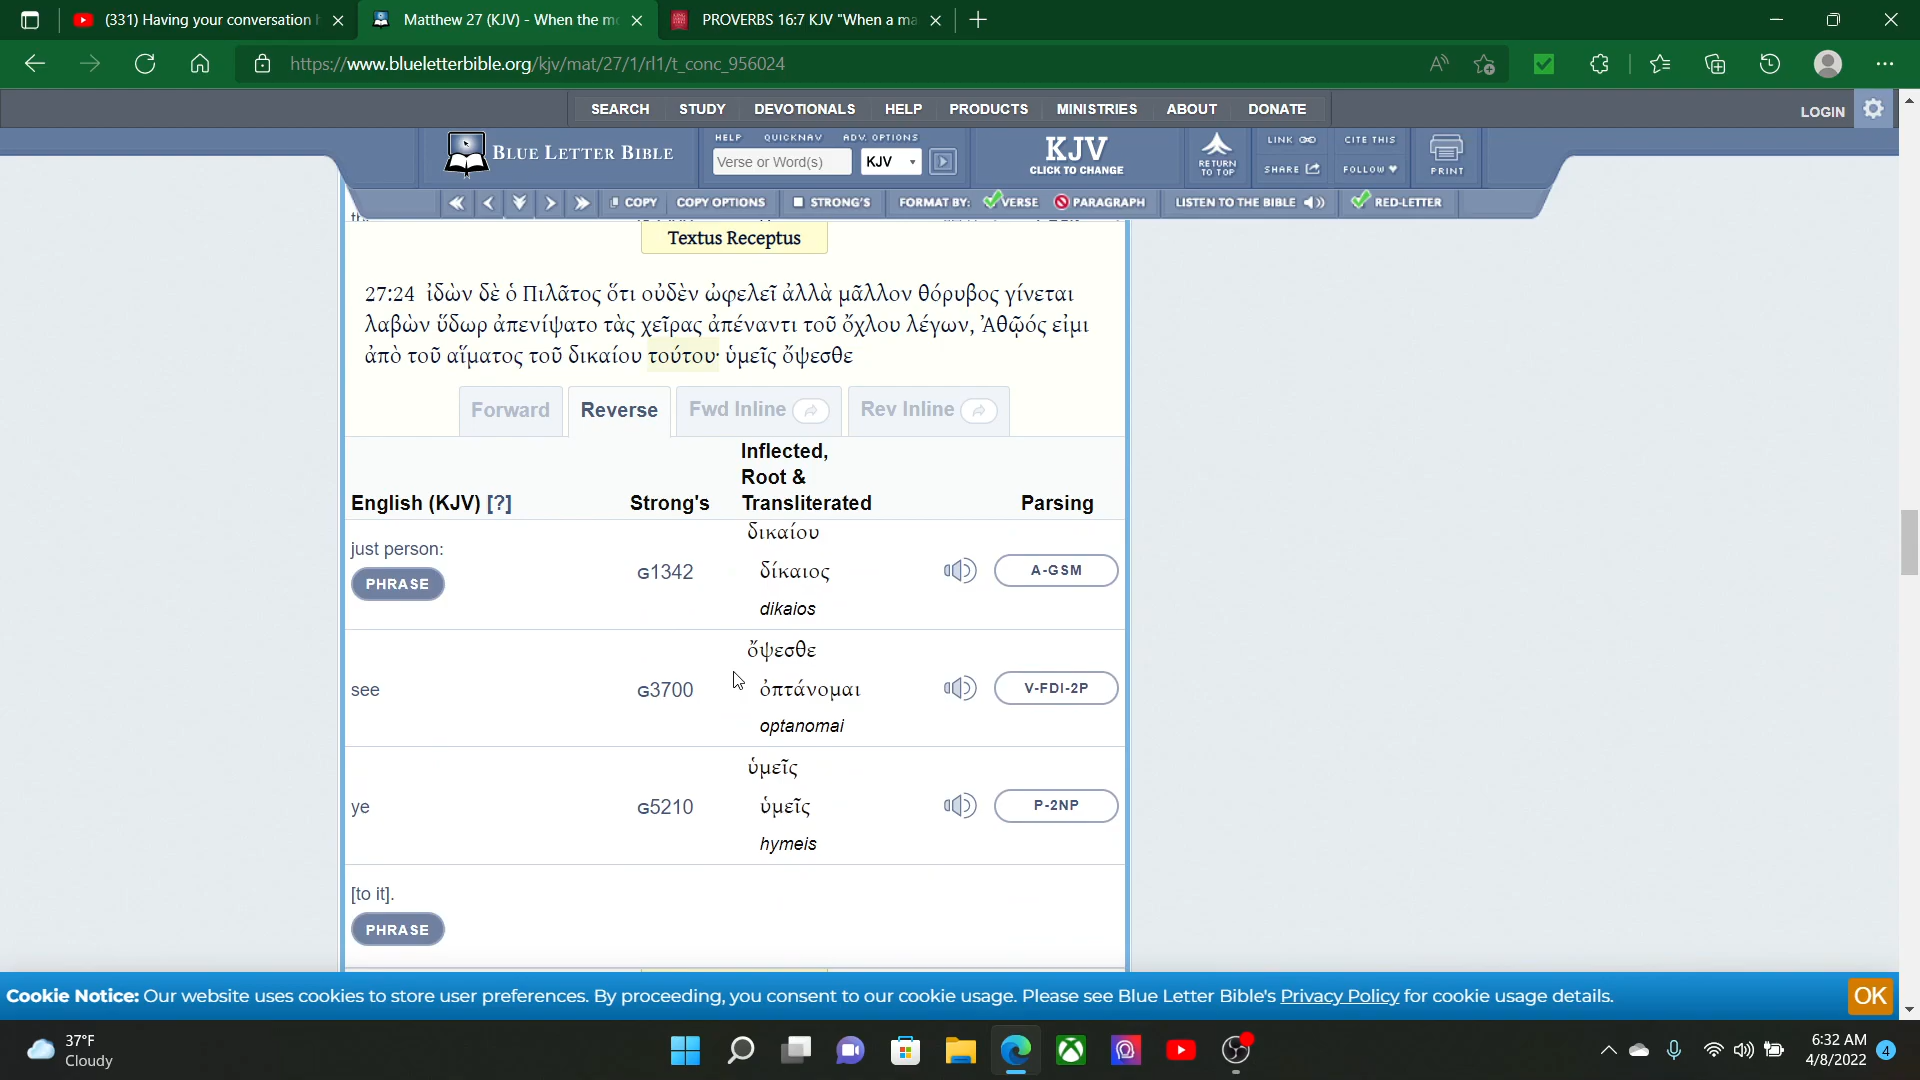 (331) Having your conversation
Matthew 27 (KJV) - When the mo
PROVERBS 16:7 KJV "When a ma
https://www.blueletterbible.org/kjv/mat/27/1/rl1/t_conc_956024
SEARCH STUDY DEVOTIONALS HELP PRODUCTS MINISTRIES ABOUT DONATE
LOGIN
BLUE LETTER BIBLE
HELP QUICKNAV ADV. OPTIONS
Verse or Word(s) KJV
KJV
CLICK TO CHANGE
RETURN
TO TOP
LINK CITE THIS
SHARE FOLLOW
PRINT
COPY COPY OPTIONS STRONG'S FORMAT BY: VERSE PARAGRAPH LISTEN TO THE BIBLE RED-LETTER
Textus Receptus
27:24 ἰδὼν δὲ ὁ Πιλᾶτος ὅτι οὐδὲν ὠφελεῖ ἀλλὰ μᾶλλον θόρυβος γίνεται
λαβὼν ὕδωρ ἀπενίψατο τὰς χεῖρας ἀπέναντι τοῦ ὄχλου λέγων, Ἀθῷός εἰμι
ἀπὸ τοῦ αἵματος τοῦ δικαίου τούτου· ὑμεῖς ὄψεσθε
Forward Reverse Fwd Inline Rev Inline
English (KJV) [?] Strong's Inflected,
Root &
Transliterated Parsing
just person:
PHRASE
G1342
δικαίου
δίκαιος
dikaios
A-GSM
see
G3700
ὄψεσθε
ὀπτάνομαι
optanomai
V-FDI-2P
ye
G5210
ὑμεῖς
ὑμεῖς
hymeis
P-2NP
[to it].
PHRASE
Cookie Notice: Our website uses cookies to store user preferences. By proceeding, you consent to our cookie usage. Please see Blue Letter Bible's Privacy Policy for cookie usage details.
OK
37°F
Cloudy
6:32 AM
4/8/2022
4